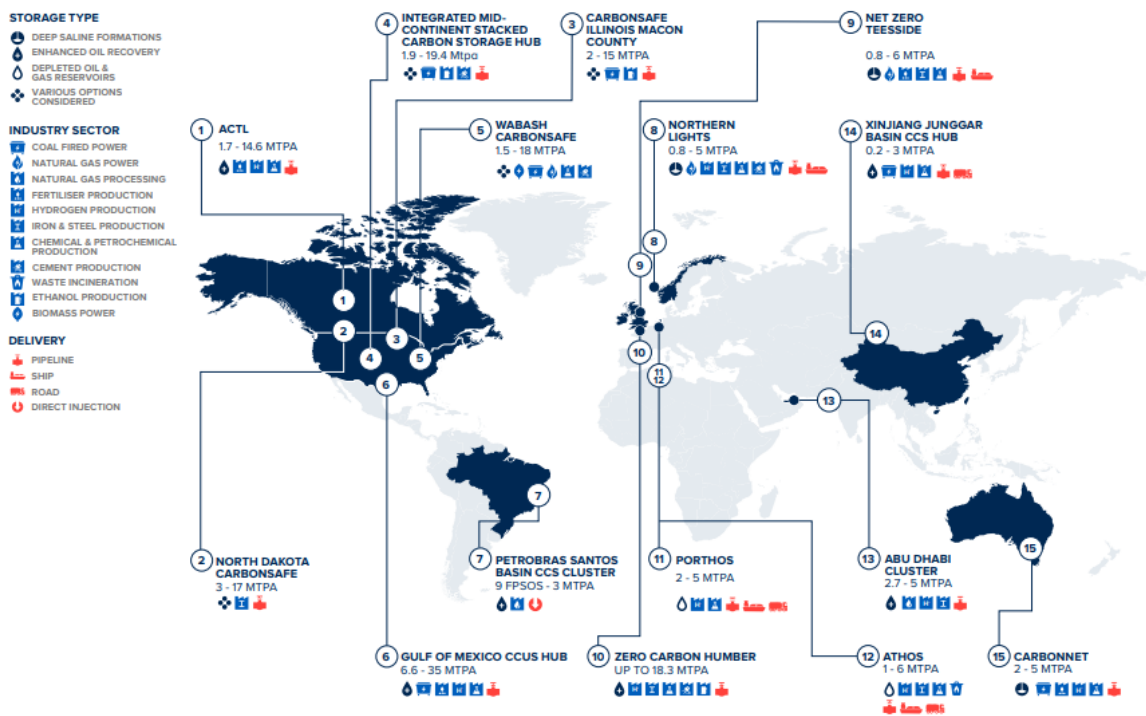 STORAGE TYPE
DEEP SALINE FORMATIONS
ENHANCED OIL RECOVERY
DEPLETED OIL &
GAS RESERVOIRS
VARIOUS OPTIONS
CONSIDERED
INDUSTRY SECTOR
COAL FIRED POWER
NATURAL GAS POWER
NATURAL GAS PROCESSING
FERTILISER PRODUCTION
HYDROGEN PRODUCTION
IRON & STEEL PRODUCTION
CHEMICAL & PETROCHEMICAL
PRODUCTION
CEMENT PRODUCTION
WASTE INCINERATION
ETHANOL PRODUCTION
BIOMASS POWER
DELIVERY
PIPELINE
SHIP
ROAD
DIRECT INJECTION
4 INTEGRATED MID-
CONTINENT STACKED
CARBON STORAGE HUB
1.9 - 19.4 Mtpa
3 CARBONSAFE
ILLINOIS MACON
COUNTY
2 - 15 MTPA
9 NET ZERO
TEESSIDE
0.8 - 6 MTPA
1 ACTL
1.7 - 14.6 MTPA
5 WABASH
CARBONSAFE
1.5 - 18 MTPA
8 NORTHERN
LIGHTS
0.8 - 5 MTPA
14 XINJIANG JUNGGAR
BASIN CCS HUB
0.2 - 3 MTPA
8
9
1
2
3
4
5
6
10
11
12
14
13
7
15
2 NORTH DAKOTA
CARBONSAFE
3 - 17 MTPA
7 PETROBRAS SANTOS
BASIN CCS CLUSTER
9 FPSOS - 3 MTPA
11 PORTHOS
2 - 5 MTPA
13 ABU DHABI
CLUSTER
2.7 - 5 MTPA
6 GULF OF MEXICO CCUS HUB
6.6 - 35 MTPA
10 ZERO CARBON HUMBER
UP TO 18.3 MTPA
12 ATHOS
1 - 6 MTPA
15 CARBONNET
2 - 5 MTPA